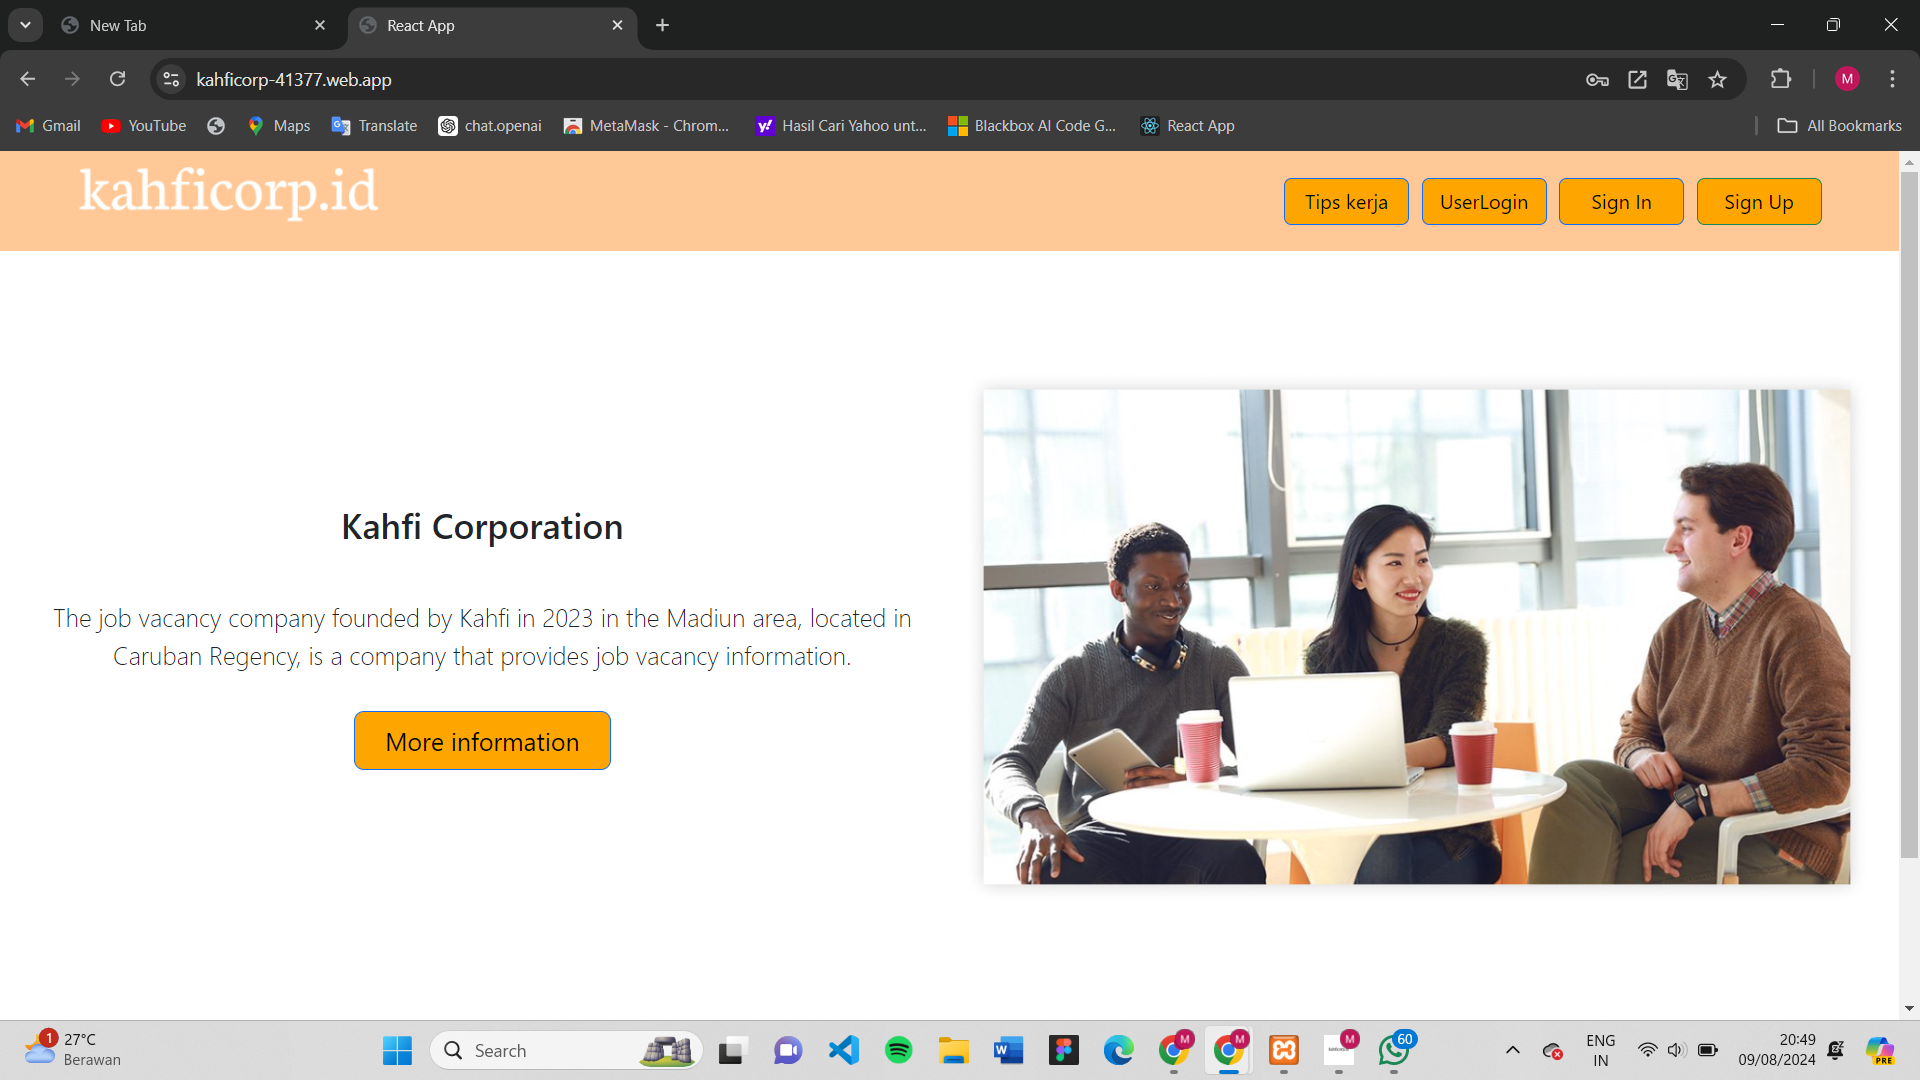 New Tab
React App
kahficorp-41377.web.app
M
Gmail
YouTube
Maps
Translate
chat.openai
MetaMask - Chrom...
Hasil Cari Yahoo unt...
Blackbox AI Code G...
React App
All Bookmarks
kahficorp.id
Tips kerja
UserLogin
Sign In
Sign Up
Kahfi Corporation
The job vacancy company founded by Kahfi in 2023 in the Madiun area, located in
Caruban Regency, is a company that provides job vacancy information.
More information
1
27°C
Berawan
Search
M
M
M
60
ENG
IN
20:49
09/08/2024
PRE